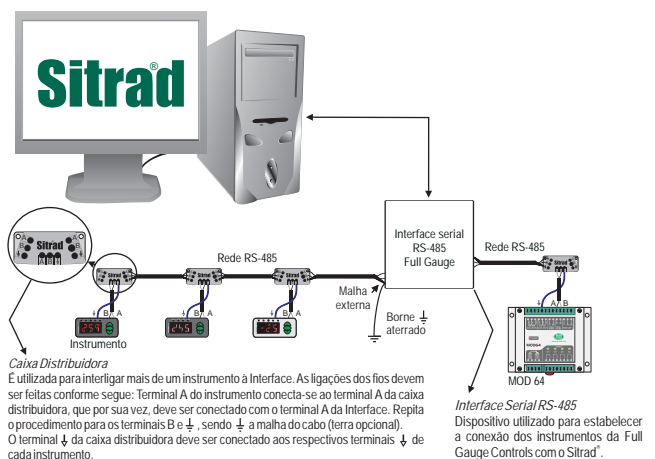 Sitrad®
Sitrad
A B
Sitrad
Sitrad
Sitrad
Rede RS-485
Interface serial
RS-485
Full Gauge
Rede RS-485
Malha
externa
Borne
aterrado
B A
B A
B A
A B
Instrumento
MOD 64
Caixa Distribuidora
É utilizada para interligar mais de um instrumento à Interface. As ligações dos fios devem
ser feitas conforme segue: Terminal A do instrumento conecta-se ao terminal A da caixa
distribuidora, que por sua vez, deve ser conectado com o terminal A da Interface. Repita
o procedimento para os terminais B e ⏚, sendo ⏚ a malha do cabo (terra opcional).
O terminal ↓ da caixa distribuidora deve ser conectado aos respectivos terminais ↓ de
cada instrumento.
Interface Serial RS-485
Dispositivo utilizado para estabelecer
a conexão dos instrumentos da Full
Gauge Controls com o Sitrad®.